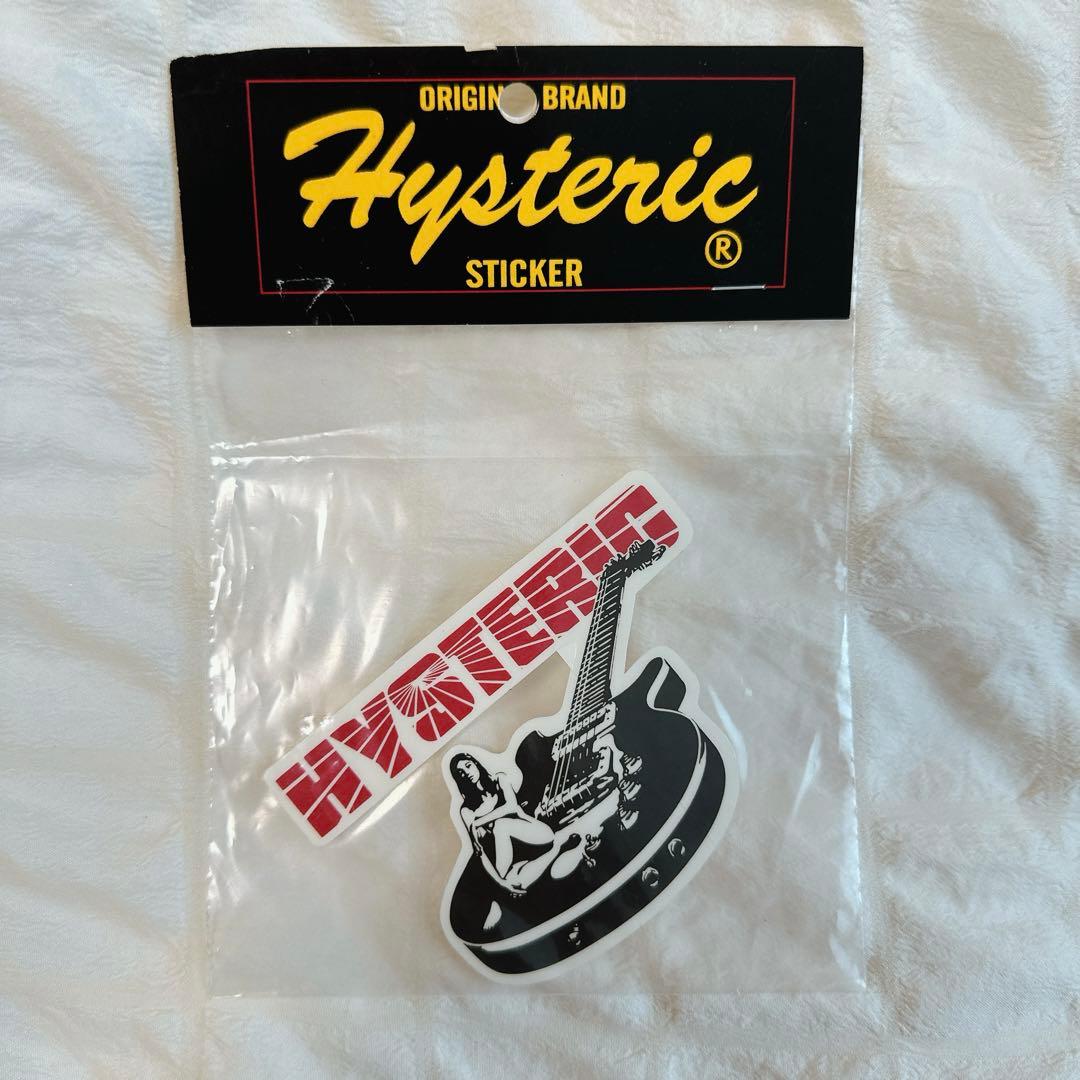 ORIGIN BRAND
Hysteric
®
STICKER
HYSTERIC